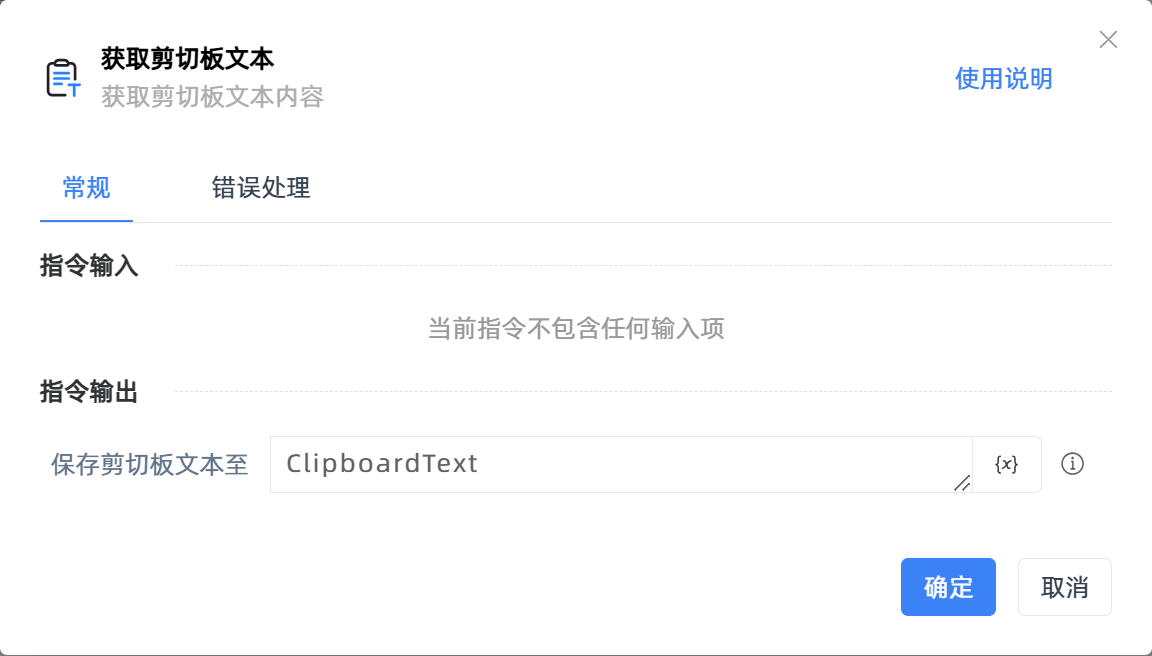 获取剪切板文本
获取剪切板文本内容
使用说明
常规
错误处理
指令输入
当前指令不包含任何输入项
指令输出
保存剪切板文本至
ClipboardText
{x}
确定
取消